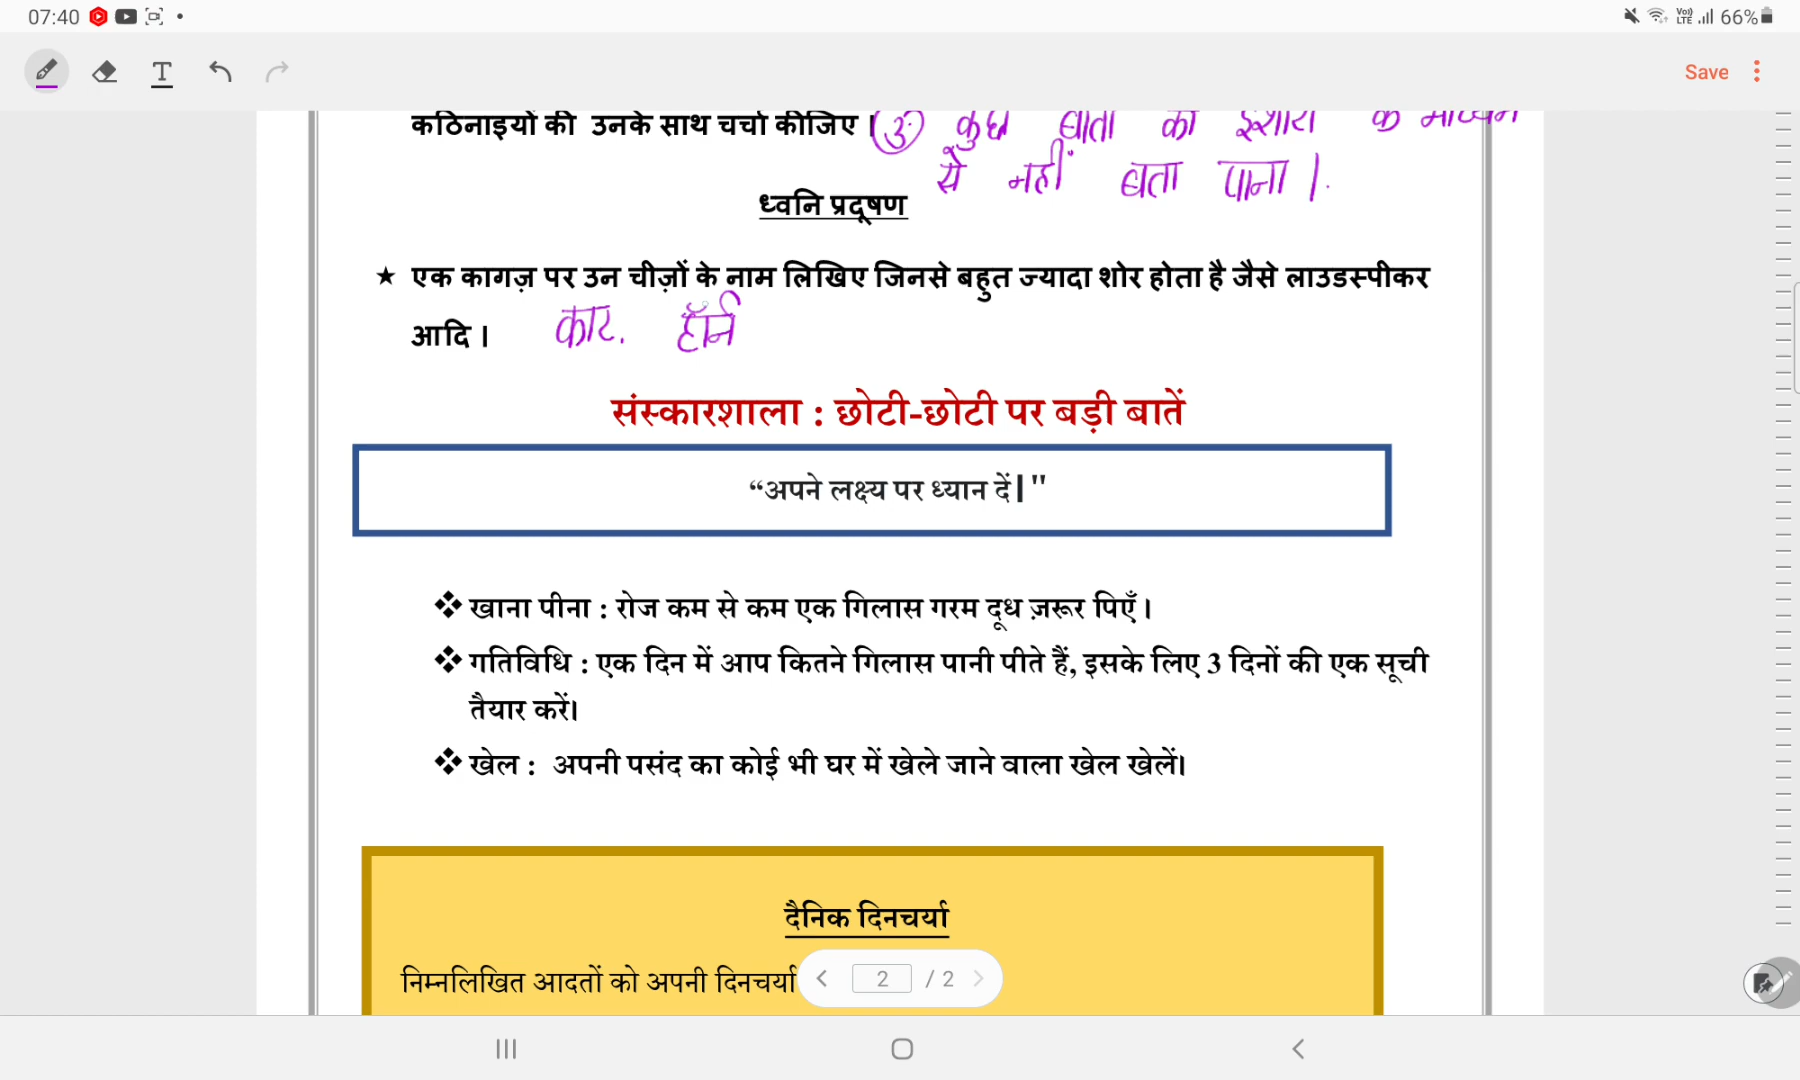 07:40 66%
Save
कठिनाइयों की उनके साथ चर्चा कीजिए । (3) कुछ बातों को इशारों के माध्यम
से नहीं बता पाना ।
ध्वनि प्रदूषण
★ एक कागज़ पर उन चीज़ों के नाम लिखिए जिनसे बहुत ज्यादा शोर होता है जैसे लाउडस्पीकर
आदि । कार. हॉर्न
संस्कारशाला : छोटी-छोटी पर बड़ी बातें
“अपने लक्ष्य पर ध्यान दें|"
❖ खाना पीना : रोज कम से कम एक गिलास गरम दूध ज़रूर पिएँ ।
❖ गतिविधि : एक दिन में आप कितने गिलास पानी पीते हैं, इसके लिए 3 दिनों की एक सूची
तैयार करें।
❖ खेल : अपनी पसंद का कोई भी घर में खेले जाने वाला खेल खेलें।
दैनिक दिनचर्या
निम्नलिखित आदतों को अपनी दिनचर्या
2 / 2